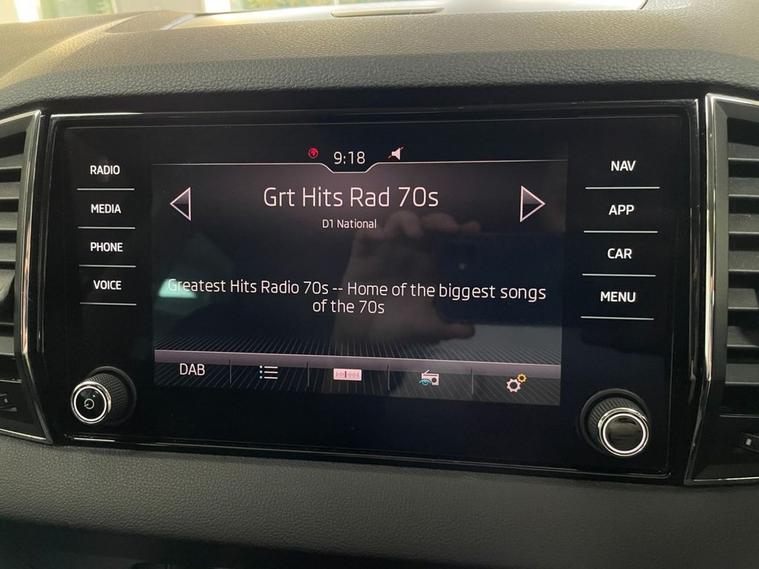 9:18
RADIO
MEDIA
PHONE
VOICE
Grt Hits Rad 70s
D1 National
Greatest Hits Radio 70s -- Home of the biggest songs
of the 70s
DAB
NAV
APP
CAR
MENU